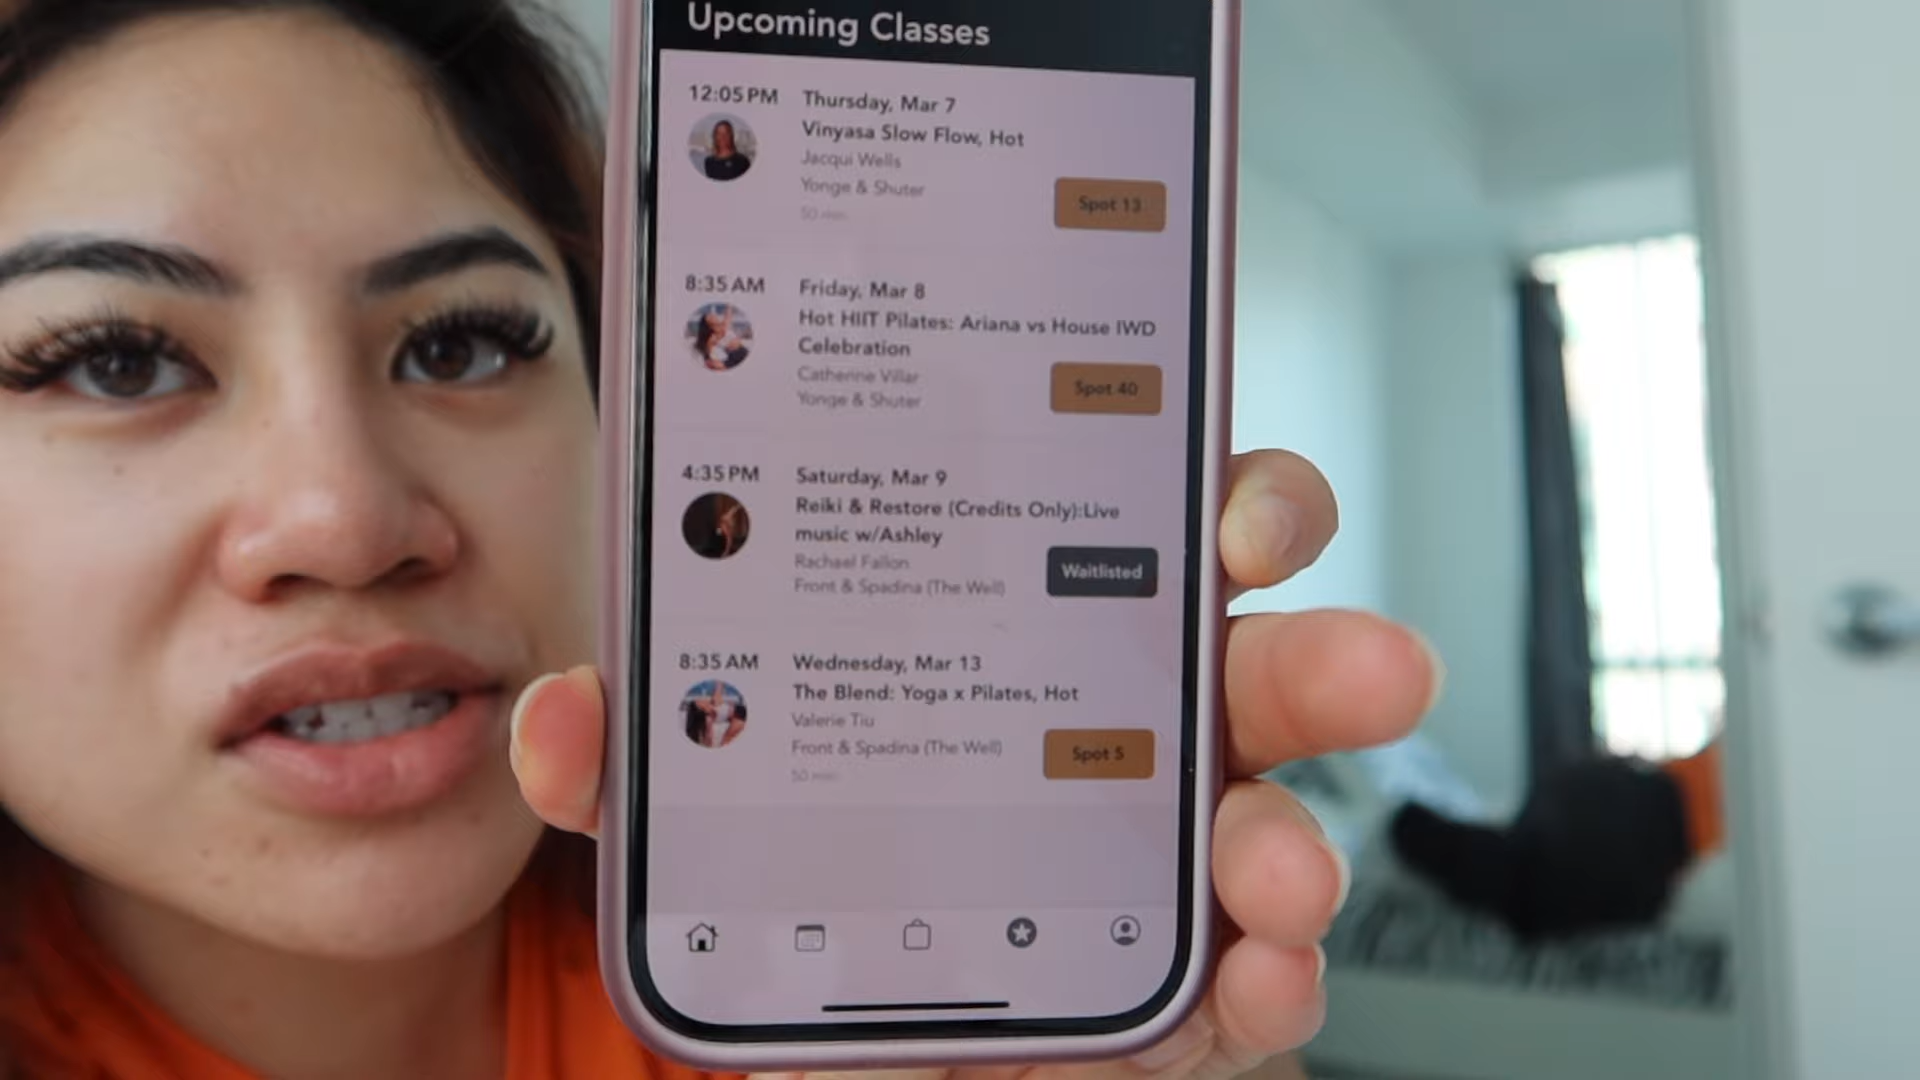 Upcoming Classes
12:05 PM Thursday, Mar 7
Vinyasa Slow Flow, Hot
Jacqui Wells
Yonge & Shuter
50 min
Spot 13
8:35 AM Friday, Mar 8
Hot HIIT Pilates: Ariana vs House IWD
Celebration
Catherine Villar
Yonge & Shuter
Spot 40
4:35 PM Saturday, Mar 9
Reiki & Restore (Credits Only):Live
music w/Ashley
Rachael Fallon
Front & Spadina (The Well)
Waitlisted
8:35 AM Wednesday, Mar 13
The Blend: Yoga x Pilates, Hot
Valerie Tiu
Front & Spadina (The Well)
50 min
Spot 5